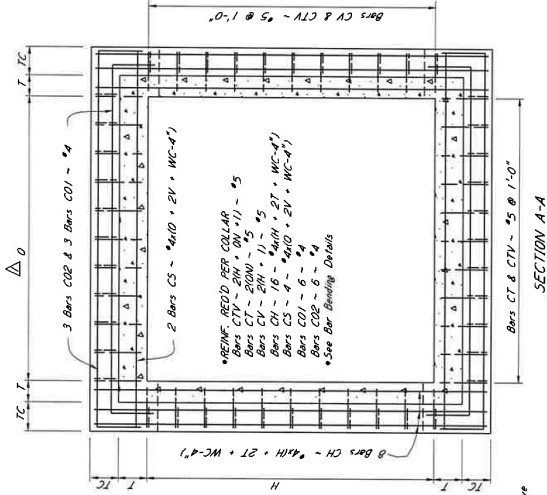 Bars CV & CTV ~ #5 @ 1'-0"
TC
T
△ O
T
TC
3 Bars CO2 & 3 Bars CO1 ~ #4
2 Bars CS ~ #4x(O + 2V + WC-4")
*REINF. REQ'D PER COLLAR
Bars CTV ~ 2(H + ON +1) ~ #5
Bars CT ~ 2(ON) ~ #5
Bars CV ~ 2(H + 1) ~ #5
Bars CH ~ 16 ~ #4x(H + 2T + WC-4")
Bars CS ~ 4 ~ #4x(O + 2V + WC-4")
Bars CO1 ~ 6 ~ #4
Bars CO2 ~ 6 ~ #4
*See Bar Bending Details
8 Bars CH ~ #4x(H + 2T + WC-4")
TC
T
H
T
TC
Bars CT & CTV ~ #5 @ 1'-0"
SECTION A-A